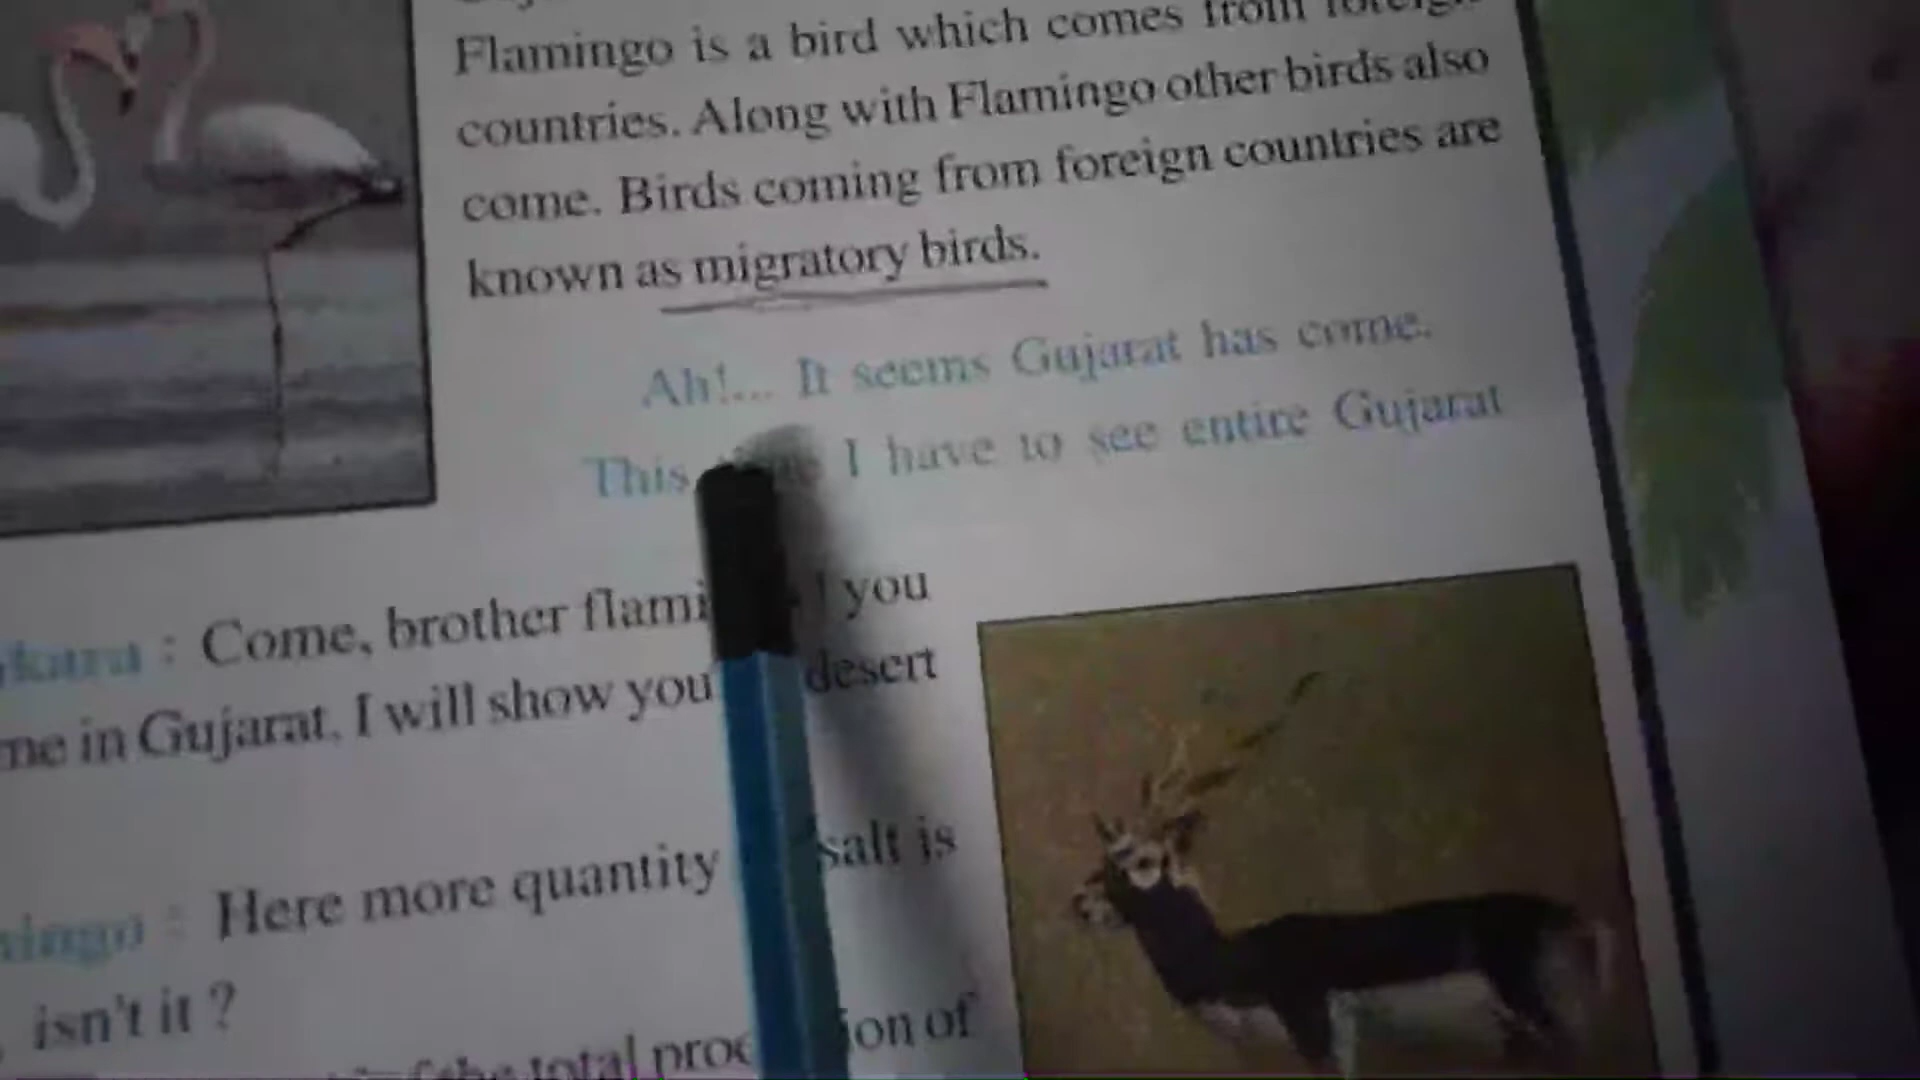 Flamingo is a bird which comes from foreign
countries. Along with Flamingo other birds also
come. Birds coming from foreign countries are
known as migratory birds.
Ah!... It seems Gujarat has come.
This I have to see entire Gujarat
: Come, brother you
in Gujarat, I will show you desert
: Here more quantity salt is
isn't it ?
total of